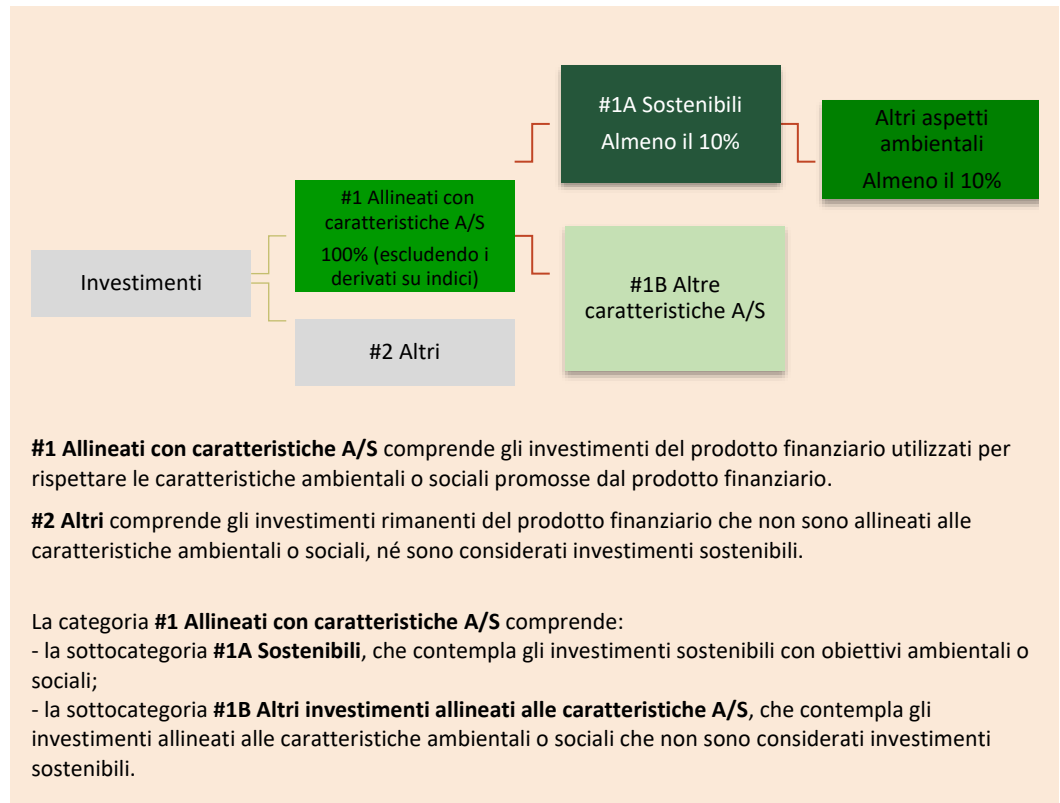 #1A Sostenibili
Almeno il 10%
Altri aspetti
ambientali
Almeno il 10%
#1 Allineati con
caratteristiche A/S
100% (escludendo i
derivati su indici)
Investimenti
#1B Altre
caratteristiche A/S
#2 Altri
#1 Allineati con caratteristiche A/S comprende gli investimenti del prodotto finanziario utilizzati per
rispettare le caratteristiche ambientali o sociali promosse dal prodotto finanziario.
#2 Altri comprende gli investimenti rimanenti del prodotto finanziario che non sono allineati alle
caratteristiche ambientali o sociali, né sono considerati investimenti sostenibili.
La categoria #1 Allineati con caratteristiche A/S comprende:
- la sottocategoria #1A Sostenibili, che contempla gli investimenti sostenibili con obiettivi ambientali o
sociali;
- la sottocategoria #1B Altri investimenti allineati alle caratteristiche A/S, che contempla gli
investimenti allineati alle caratteristiche ambientali o sociali che non sono considerati investimenti
sostenibili.